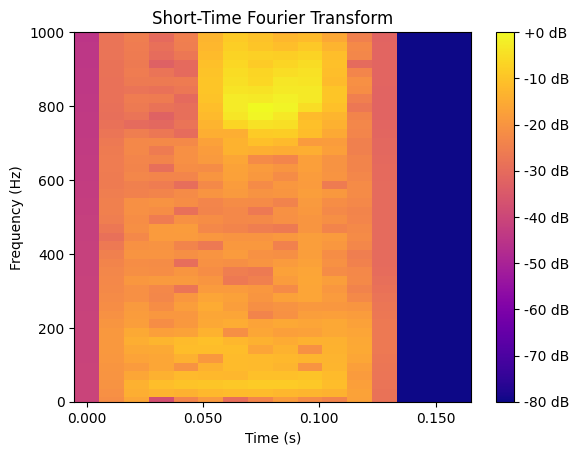 Short-Time Fourier Transform
Frequency (Hz)
1000
800
600
400
200
0
0.000
0.050
0.100
0.150
Time (s)
+0 dB
-10 dB
-20 dB
-30 dB
-40 dB
-50 dB
-60 dB
-70 dB
-80 dB